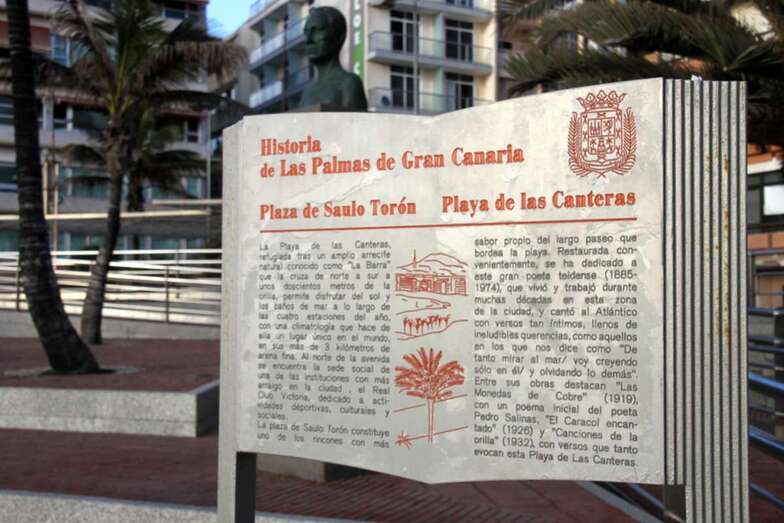 LOE C
Historia
de Las Palmas de Gran Canaria
Plaza de Saulo Torón
Playa de las Canteras
La Playa de las Canteras,
refugiada tras un amplio arrecife
natural conocido como "La Barra"
que la cruza de norte a sur a
unos doscientos metros de la
orilla, permite disfrutar del sol y
los baños de mar a lo largo de
las cuatro estaciones del año,
con una climatología que hace de
ella un lugar único en el mundo,
en sus más de 3 kilómetros de
arena fina. Al norte de la avenida
se encuentra la sede social de
una de las instituciones con más
arraigo en la ciudad, el Real
Club Victoria, dedicado a acti-
vidades deportivas, culturales y
sociales.
La plaza de Saulo Torón constituye
uno de los rincones con más
sabor propio del largo paseo que
bordea la playa. Restaurada con-
venientemente, se ha dedicado a
este gran poeta teldense (1885-
1974), que vivió y trabajó durante
muchas décadas en esta zona
de la ciudad, y cantó al Atlántico
con versos tan íntimos, llenos de
ineludibles querencias, como aquellos
en los que nos dice como "De
tanto mirar al mar/ voy creyendo
sólo en él/ y olvidando lo demás".
Entre sus obras destacan "Las
Monedas de Cobre" (1919),
con un poema inicial del poeta
Pedro Salinas, "El Caracol encan-
tado" (1926) y "Canciones de la
orilla" (1932), con versos que tanto
evocan esta Playa de Las Canteras.